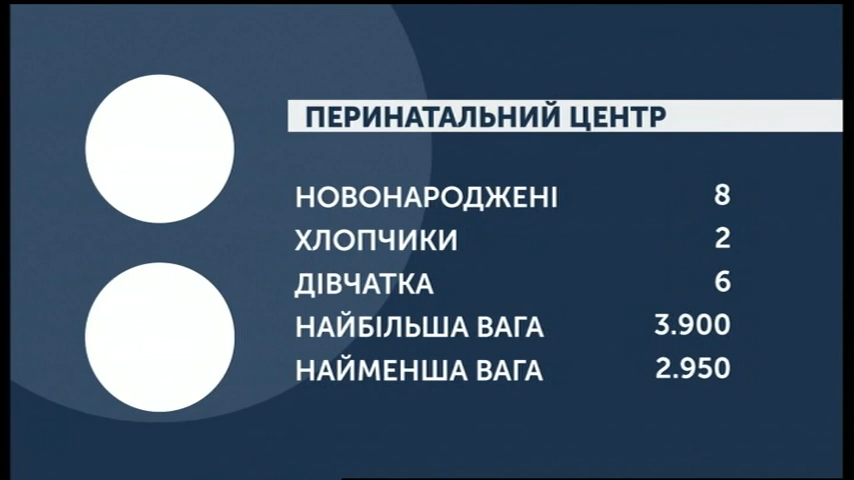 ПЕРИНАТАЛЬНИЙ ЦЕНТР
НОВОНАРОДЖЕНІ 8
ХЛОПЧИКИ 2
ДІВЧАТКА 6
НАЙБІЛЬША ВАГА 3.900
НАЙМЕНША ВАГА 2.950